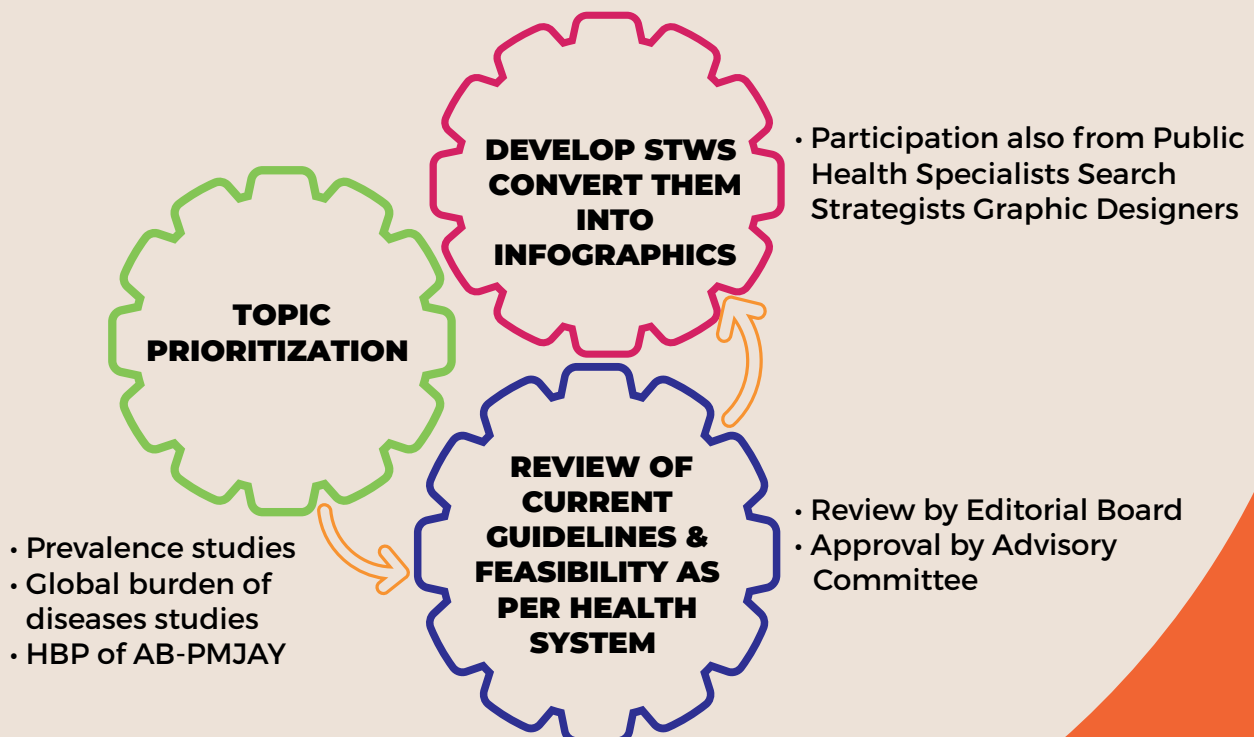 DEVELOP STWS
CONVERT THEM
INTO
INFOGRAPHICS
• Participation also from Public
Health Specialists Search
Strategists Graphic Designers
TOPIC
PRIORITIZATION
• Prevalence studies
• Global burden of
diseases studies
• HBP of AB-PMJAY
REVIEW OF
CURRENT
GUIDELINES &
FEASIBILITY AS
PER HEALTH
SYSTEM
• Review by Editorial Board
• Approval by Advisory
Committee